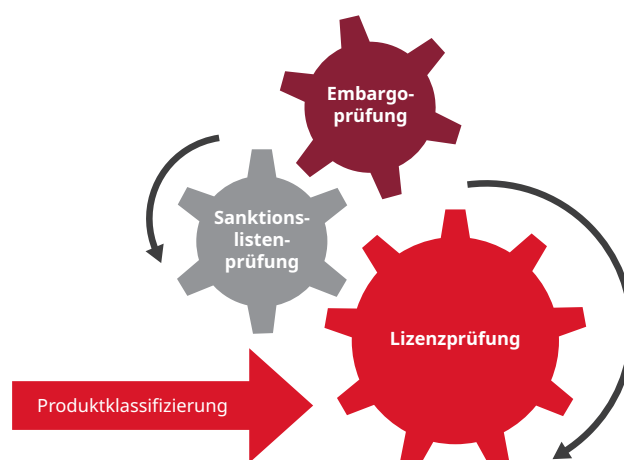 Embargo-
prüfung
Sanktions-
listen-
prüfung
Lizenzprüfung
Produktklassifizierung